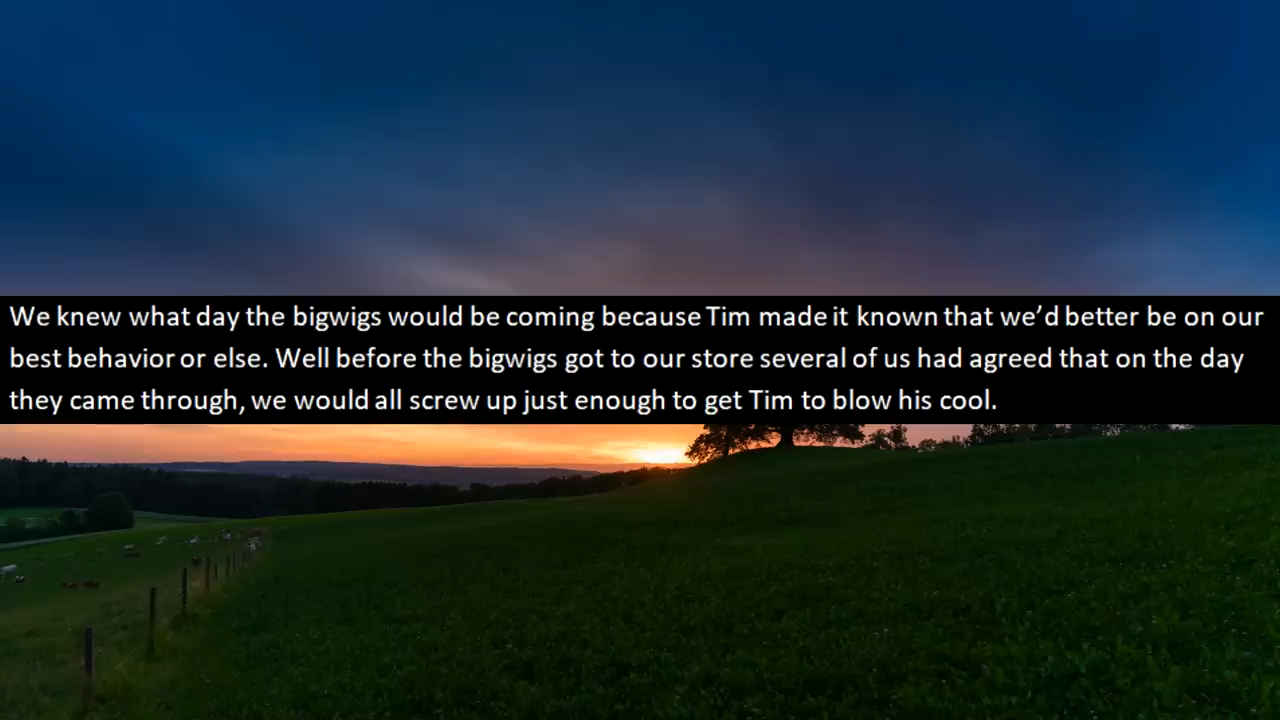 We knew what day the bigwigs would be coming because Tim made it known that we’d better be on our
best behavior or else. Well before the bigwigs got to our store several of us had agreed that on the day
they came through, we would all screw up just enough to get Tim to blow his cool.